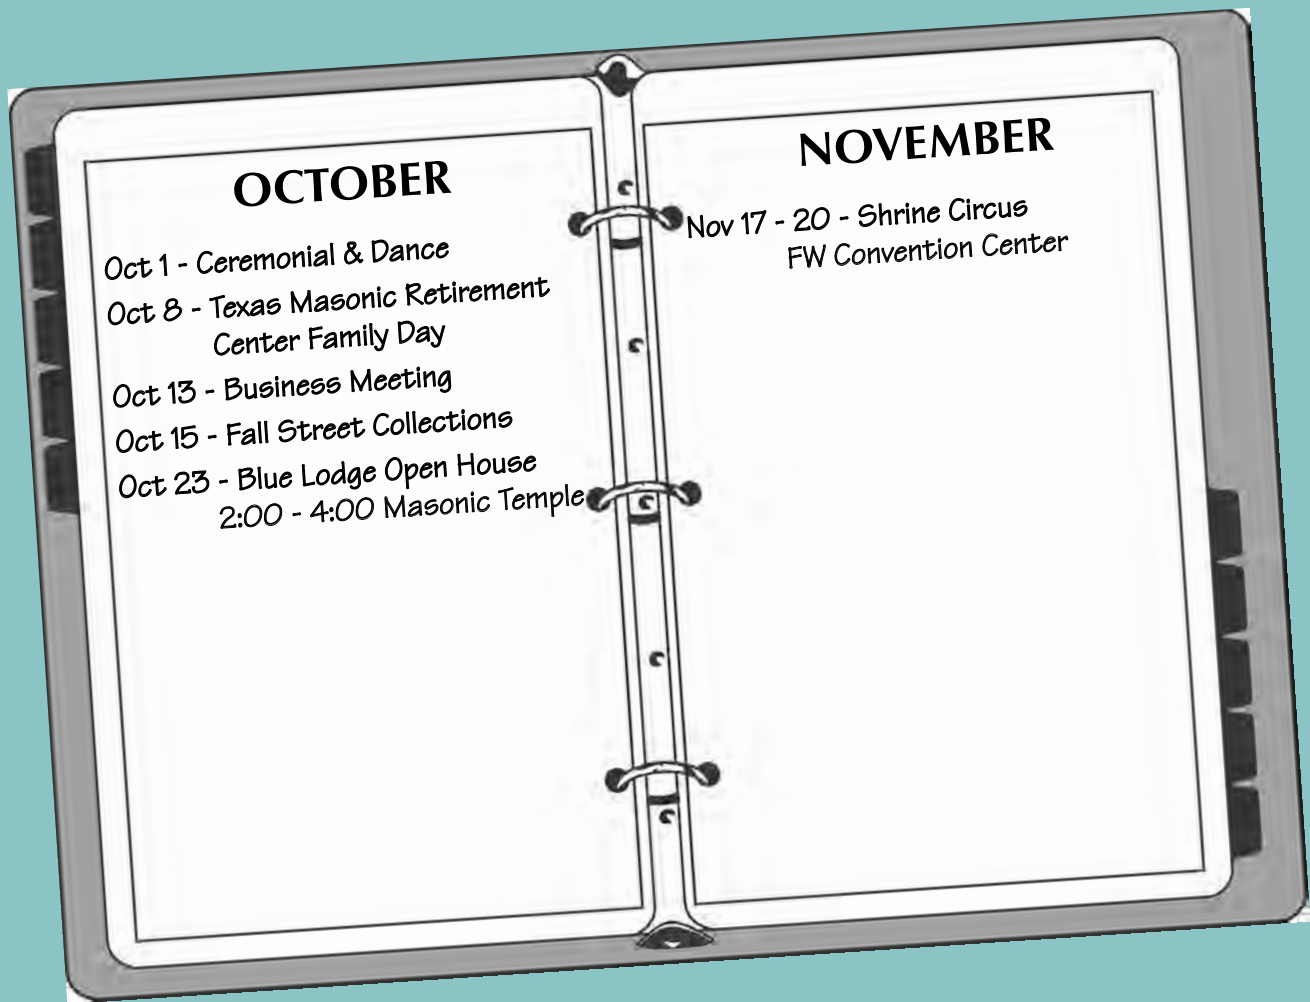 OCTOBER
Oct 1 - Ceremonial & Dance
Oct 8 - Texas Masonic Retirement
Center Family Day
Oct 13 - Business Meeting
Oct 15 - Fall Street Collections
Oct 23 - Blue Lodge Open House
2:00 - 4:00 Masonic Temple
NOVEMBER
Nov 17 - 20 - Shrine Circus
FW Convention Center